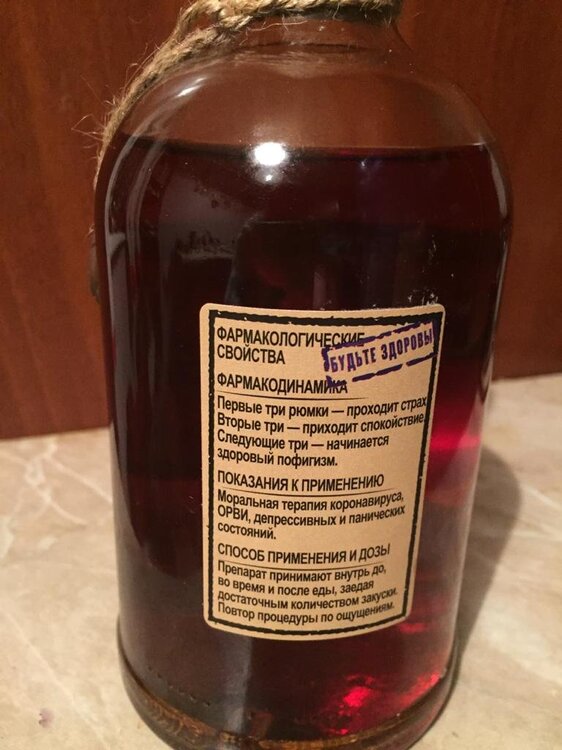 ФАРМАКОЛОГИЧЕСКИЕ
СВОЙСТВА
БУДЬТЕ ЗДОРОВЫ
ФАРМАКОДИНАМИКА
Первые три рюмки — проходит страх.
Вторые три — приходит спокойствие.
Следующие три — начинается
здоровый пофигизм.
ПОКАЗАНИЯ К ПРИМЕНЕНИЮ
Моральная терапия коронавируса,
ОРВИ, депрессивных и панических
состояний.
СПОСОБ ПРИМЕНЕНИЯ И ДОЗЫ
Препарат принимают внутрь до,
во время и после еды, заедая
достаточным количеством закуски.
Повтор процедуры по ощущениям.